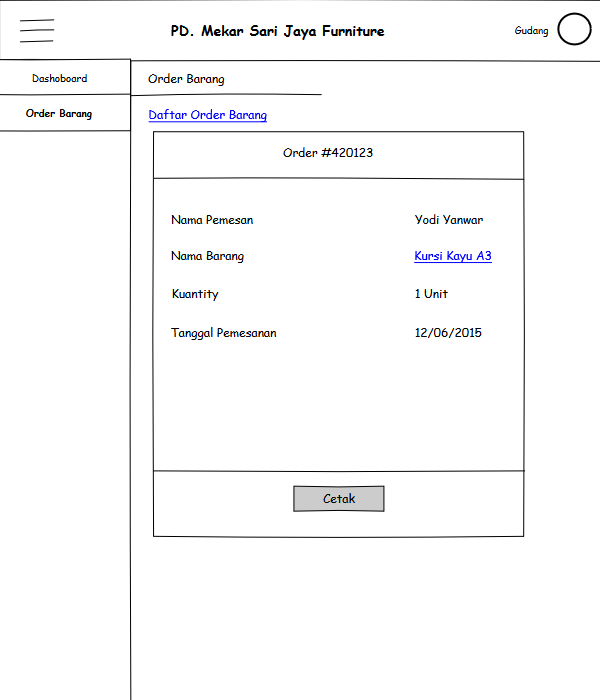 PD. Mekar Sari Jaya Furniture
Gudang
Dashoboard
Order Barang
Order Barang
Daftar Order Barang
Order #420123
Nama Pemesan Yodi Yanwar
Nama Barang Kursi Kayu A3
Kuantity 1 Unit
Tanggal Pemesanan 12/06/2015
Cetak